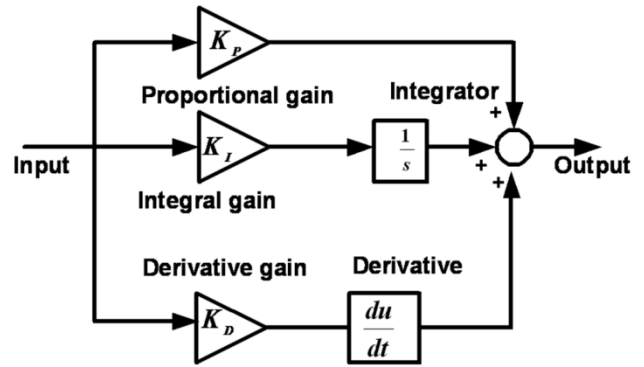 K_P
Proportional gain
Integrator
+
Input
K_I
1/s
+
Output
+
Integral gain
Derivative gain
Derivative
K_D
du/dt